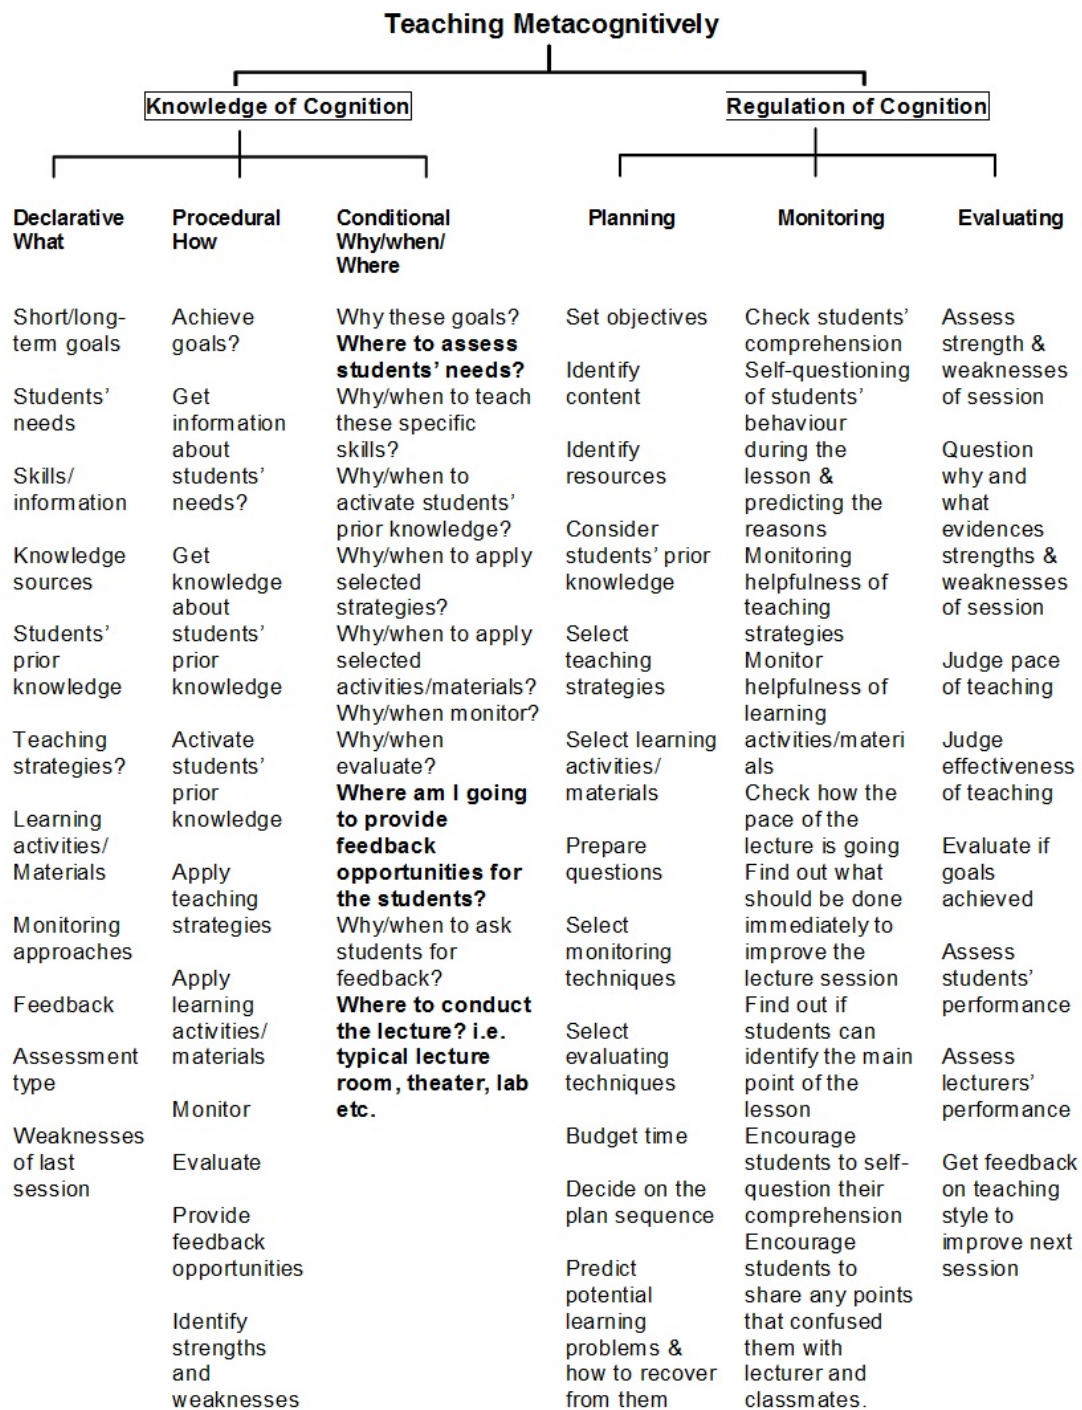 Teaching Metacognitively
Knowledge of Cognition
Regulation of Cognition
Declarative
What
Short/long-
term goals
Students'
needs
Skills/
information
Knowledge
sources
Students'
prior
knowledge
Teaching
strategies?
Learning
activities/
Materials
Monitoring
approaches
Feedback
Assessment
type
Weaknesses
of last
session
Procedural
How
Achieve
goals?
Get
information
about
students'
needs?
Get
knowledge
about
students'
prior
knowledge
Activate
students'
prior
knowledge
Apply
teaching
strategies
Apply
learning
activities/
materials
Monitor
Evaluate
Provide
feedback
opportunities
Identify
strengths
and
weaknesses
Conditional
Why/when/
Where
Why these goals?
Where to assess
students' needs?
Why/when to teach
these specific
skills?
Why/when to
activate students'
prior knowledge?
Why/when to apply
selected
strategies?
Why/when to apply
selected
activities/materials?
Why/when monitor?
Why/when
evaluate?
Where am I going
to provide
feedback
opportunities for
the students?
Why/when to ask
students for
feedback?
Where to conduct
the lecture? i.e.
typical lecture
room, theater, lab
etc.
Planning
Set objectives
Identify
content
Identify
resources
Consider
students' prior
knowledge
Select
teaching
strategies
Select learning
activities/
materials
Prepare
questions
Select
monitoring
techniques
Select
evaluating
techniques
Budget time
Decide on the
plan sequence
Predict
potential
learning
problems &
how to recover
from them
Monitoring
Check students'
comprehension
Self-questioning
of students'
behaviour
during the
lesson &
predicting the
reasons
Monitoring
helpfulness of
teaching
strategies
Monitor
helpfulness of
learning
activities/materi
als
Check how the
pace of the
lecture is going
Find out what
should be done
immediately to
improve the
lecture session
Find out if
students can
identify the main
point of the
lesson
Encourage
students to self-
question their
comprehension
Encourage
students to
share any points
that confused
them with
lecturer and
classmates.
Evaluating
Assess
strength &
weaknesses
of session
Question
why and
what
evidences
strengths &
weaknesses
of session
Judge pace
of teaching
Judge
effectiveness
of teaching
Evaluate if
goals
achieved
Assess
students'
performance
Assess
lecturers'
performance
Get feedback
on teaching
style to
improve next
session